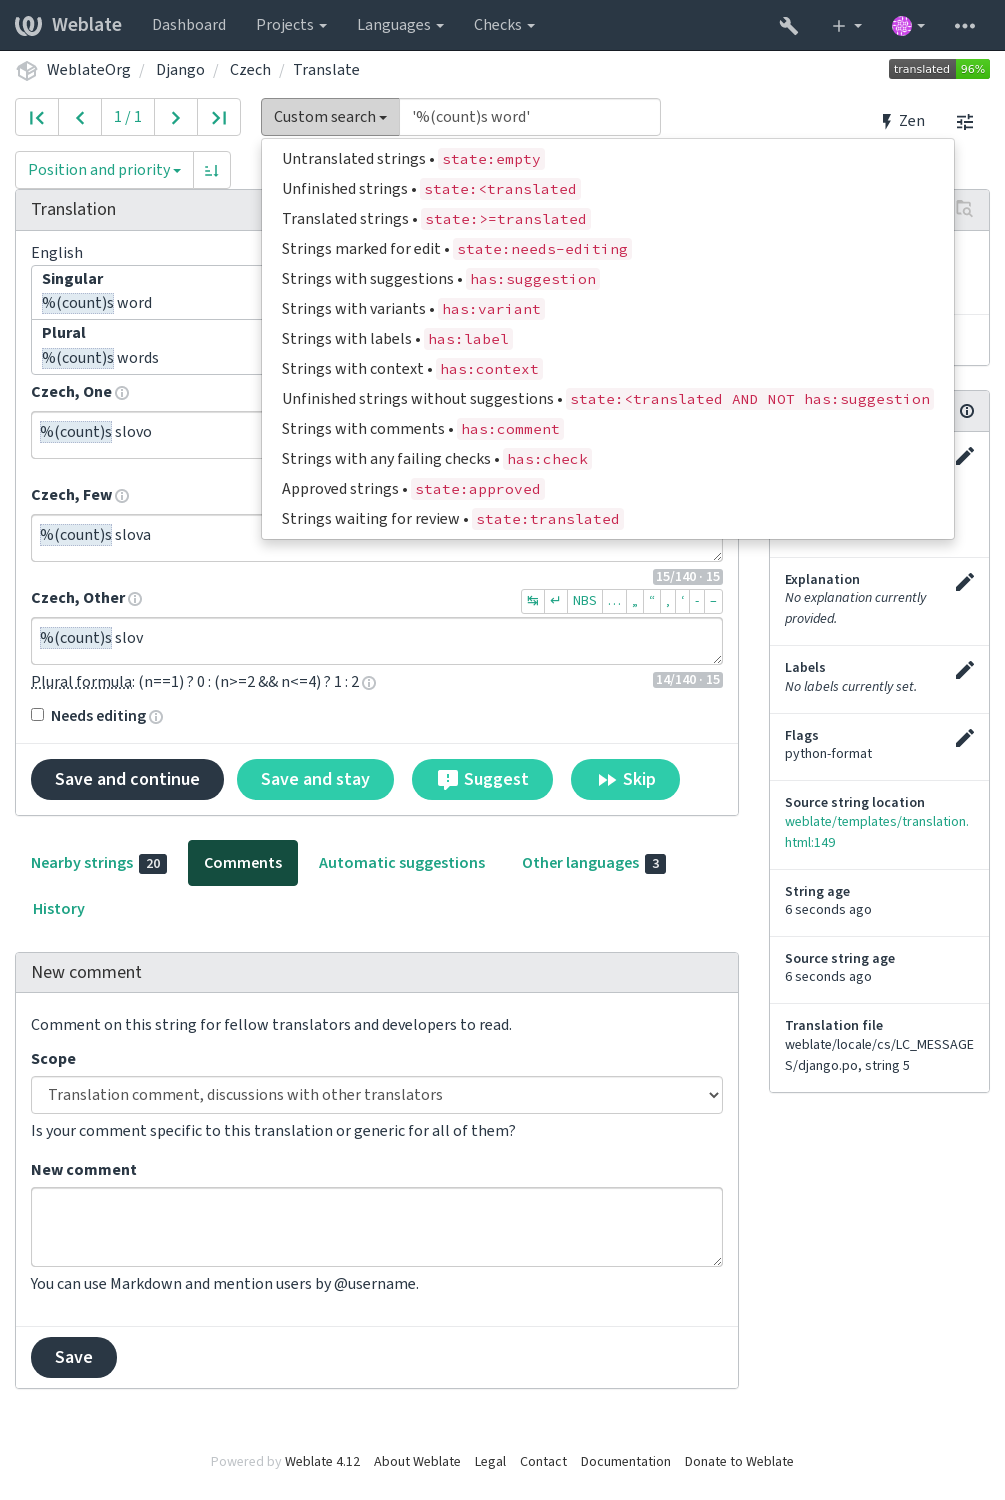 Weblate Dashboard Projects Languages Checks
WeblateOrg / Django / Czech / Translate translated 96%
1 / 1 Custom search '%(count)s word' Zen
Position and priority
Untranslated strings • state:empty
Unfinished strings • state:<translated
Translated strings • state:>=translated
Strings marked for edit • state:needs-editing
Strings with suggestions • has:suggestion
Strings with variants • has:variant
Strings with labels • has:label
Strings with context • has:context
Unfinished strings without suggestions • state:<translated AND NOT has:suggestion
Strings with comments • has:comment
Strings with any failing checks • has:check
Approved strings • state:approved
Strings waiting for review • state:translated
Translation
English
Singular
%(count)s word
Plural
%(count)s words
Czech, One
%(count)s slovo
Czech, Few
%(count)s slova
15/140 · 15
Czech, Other ↹ ↵ NBS … „ “ ‚ ‘ - –
%(count)s slov
Plural formula: (n==1) ? 0 : (n>=2 && n<=4) ? 1 : 2 14/140 · 15
Needs editing
Save and continue Save and stay Suggest Skip
Nearby strings 20 Comments Automatic suggestions Other languages 3
History
New comment
Comment on this string for fellow translators and developers to read.
Scope
Translation comment, discussions with other translators
Is your comment specific to this translation or generic for all of them?
New comment
You can use Markdown and mention users by @username.
Save
Explanation
No explanation currently
provided.
Labels
No labels currently set.
Flags
python-format
Source string location
weblate/templates/translation.
html:149
String age
6 seconds ago
Source string age
6 seconds ago
Translation file
weblate/locale/cs/LC_MESSAGE
S/django.po, string 5
Powered by Weblate 4.12 About Weblate Legal Contact Documentation Donate to Weblate